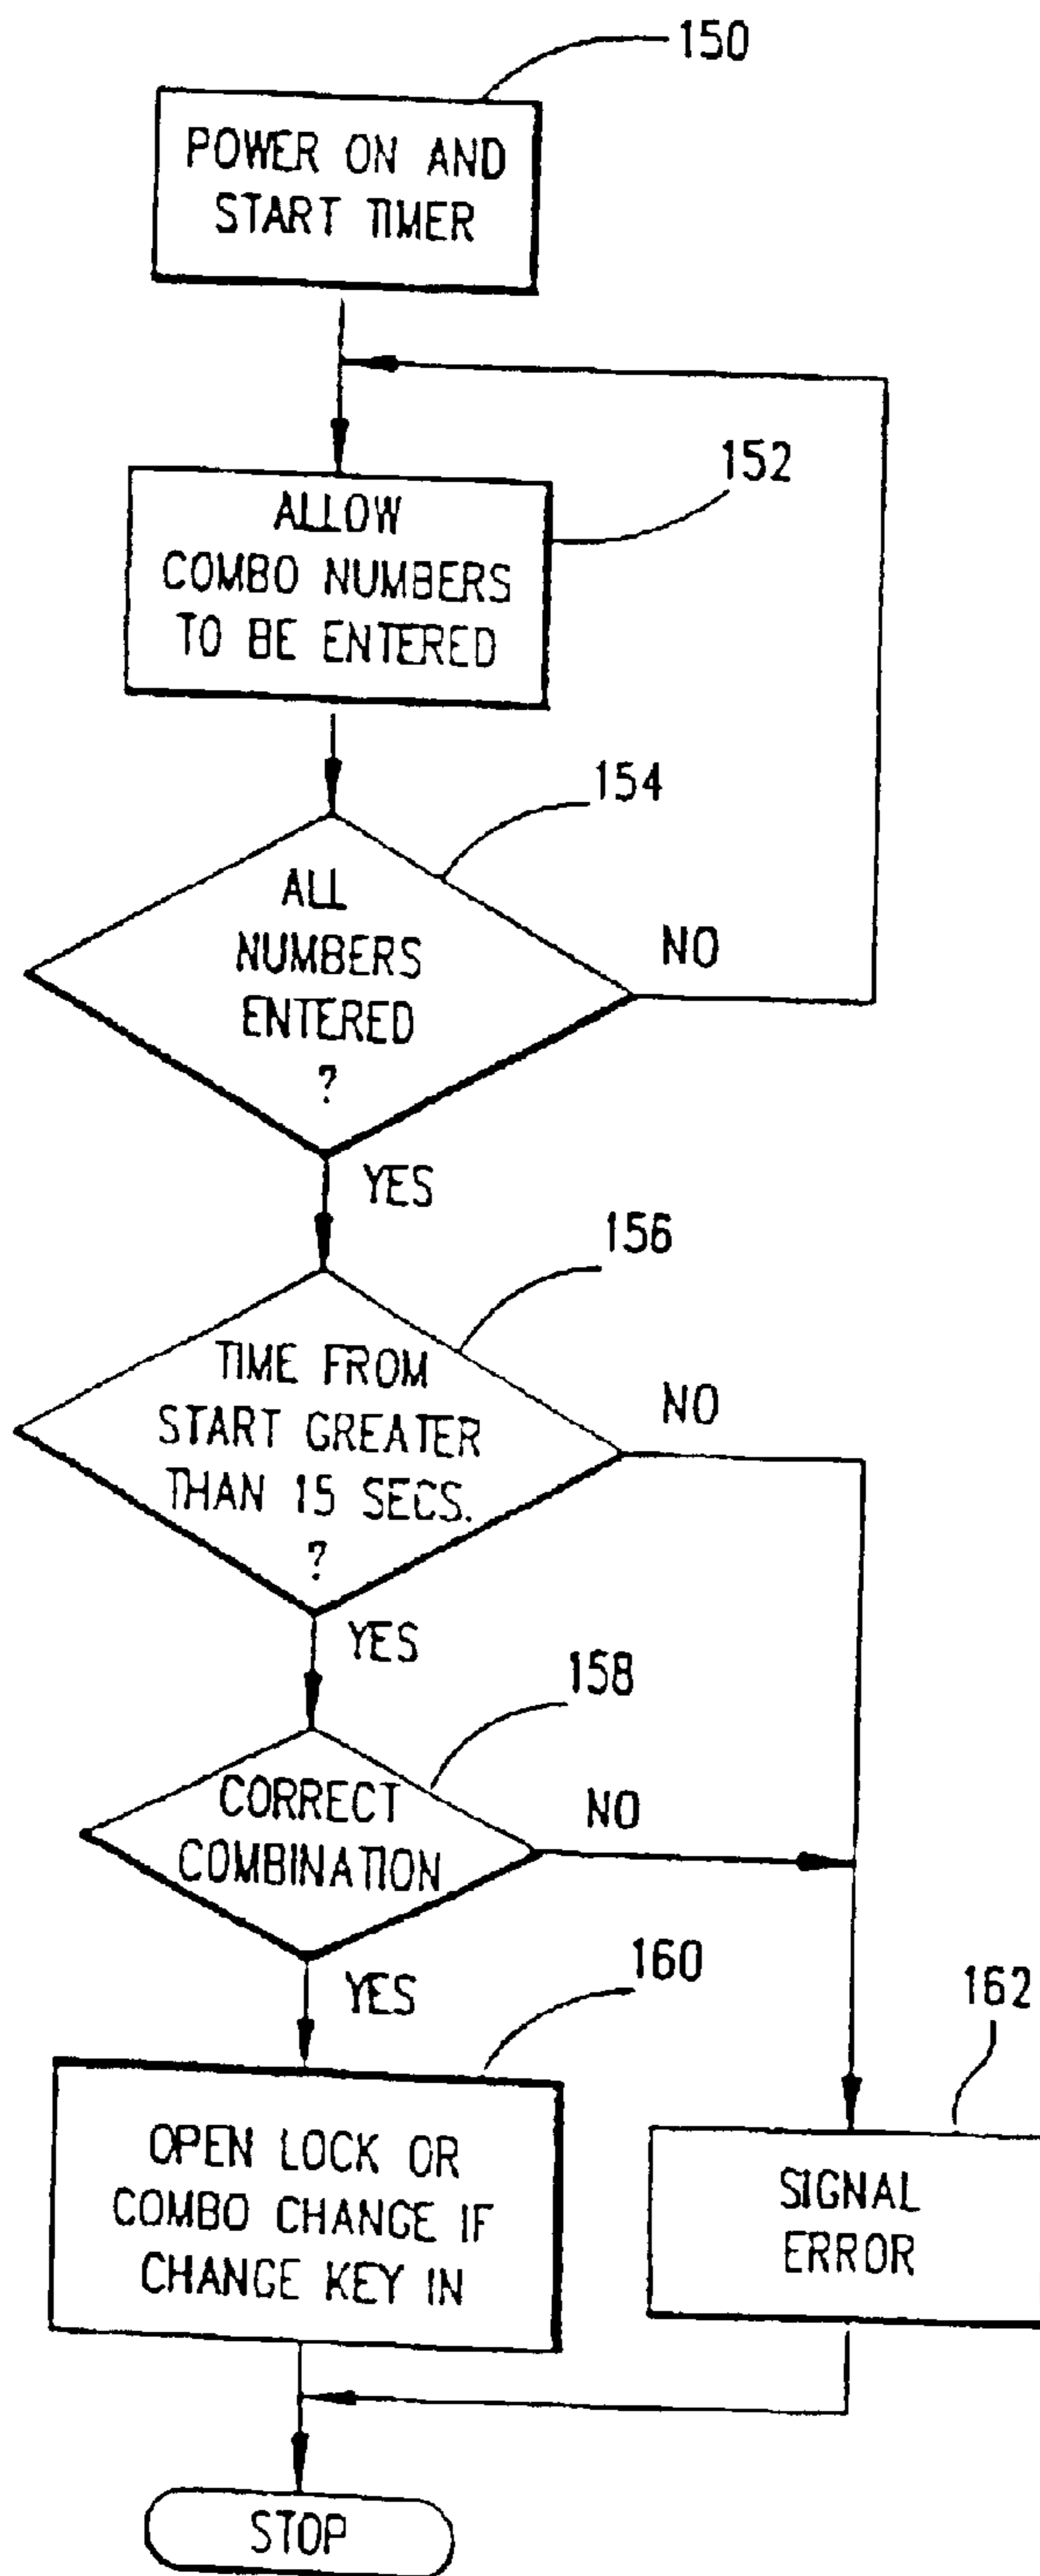 150
POWER ON AND
START TIMER
152
ALLOW
COMBO NUMBERS
TO BE ENTERED
154
ALL
NUMBERS
ENTERED
?
NO
YES
156
TIME FROM
START GREATER
THAN 15 SECS.
?
NO
YES
158
CORRECT
COMBINATION
NO
YES
160
OPEN LOCK OR
COMBO CHANGE IF
CHANGE KEY IN
162
SIGNAL
ERROR
STOP